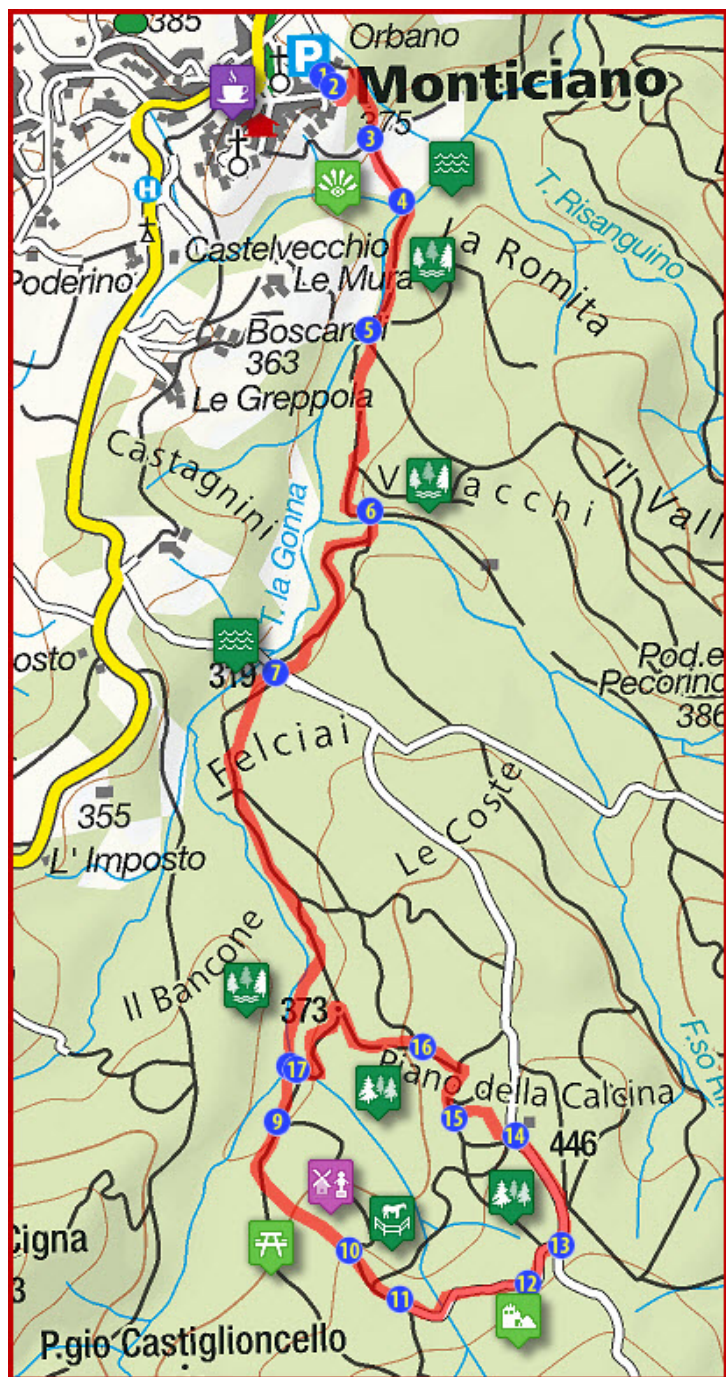 385
Orbano
P
1
2
Monticiano
375
3
H
4
T. Risanguino
La Romita
Castelvecchio
Le Mura
Poderino
5
Boscarelli
363
Le Greppola
Castagnini
Il Vall
6
T. la Gonna
osto
319
7
Pod.e
Pecorino
386
Felciai
355
L' Imposto
Le Coste
Il Bancone
373
16
17
Piano della Calcina
9
15
14
446
Cigna
3
10
13
11
12
P.gio Castiglioncello